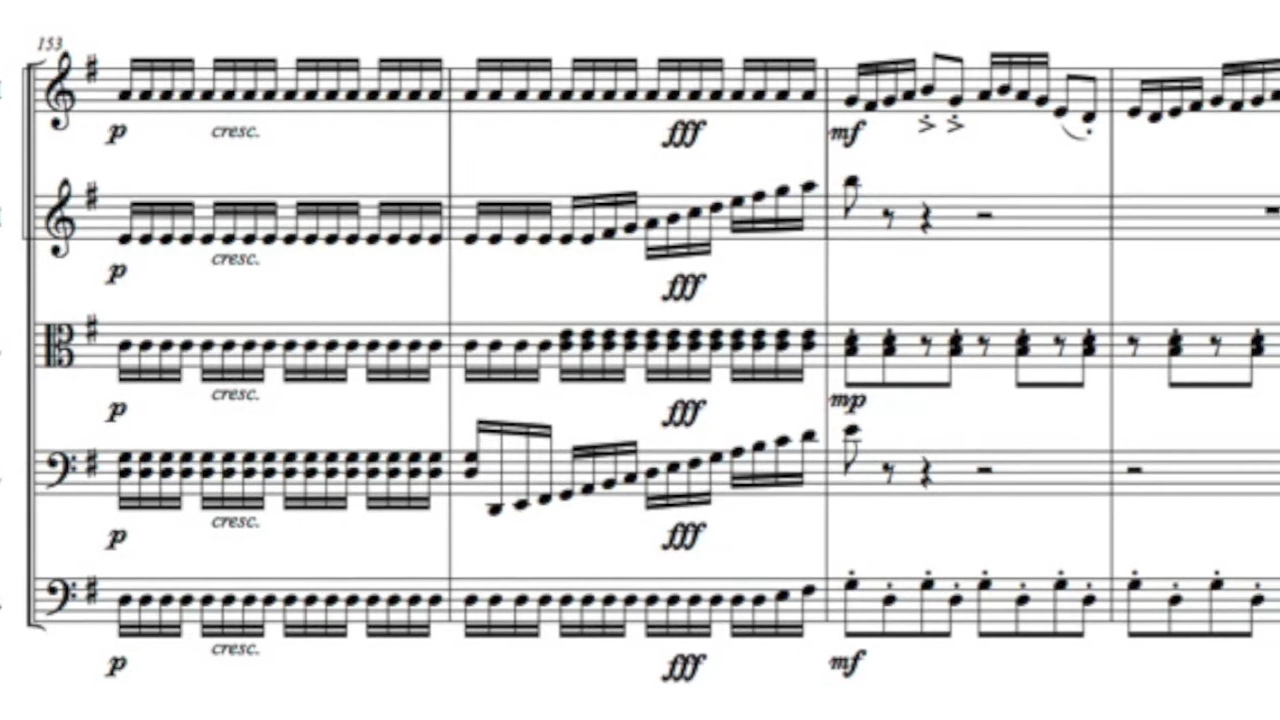 153
p cresc. fff mf
p cresc. fff
p cresc. fff mp
p cresc. fff
p cresc. fff mf